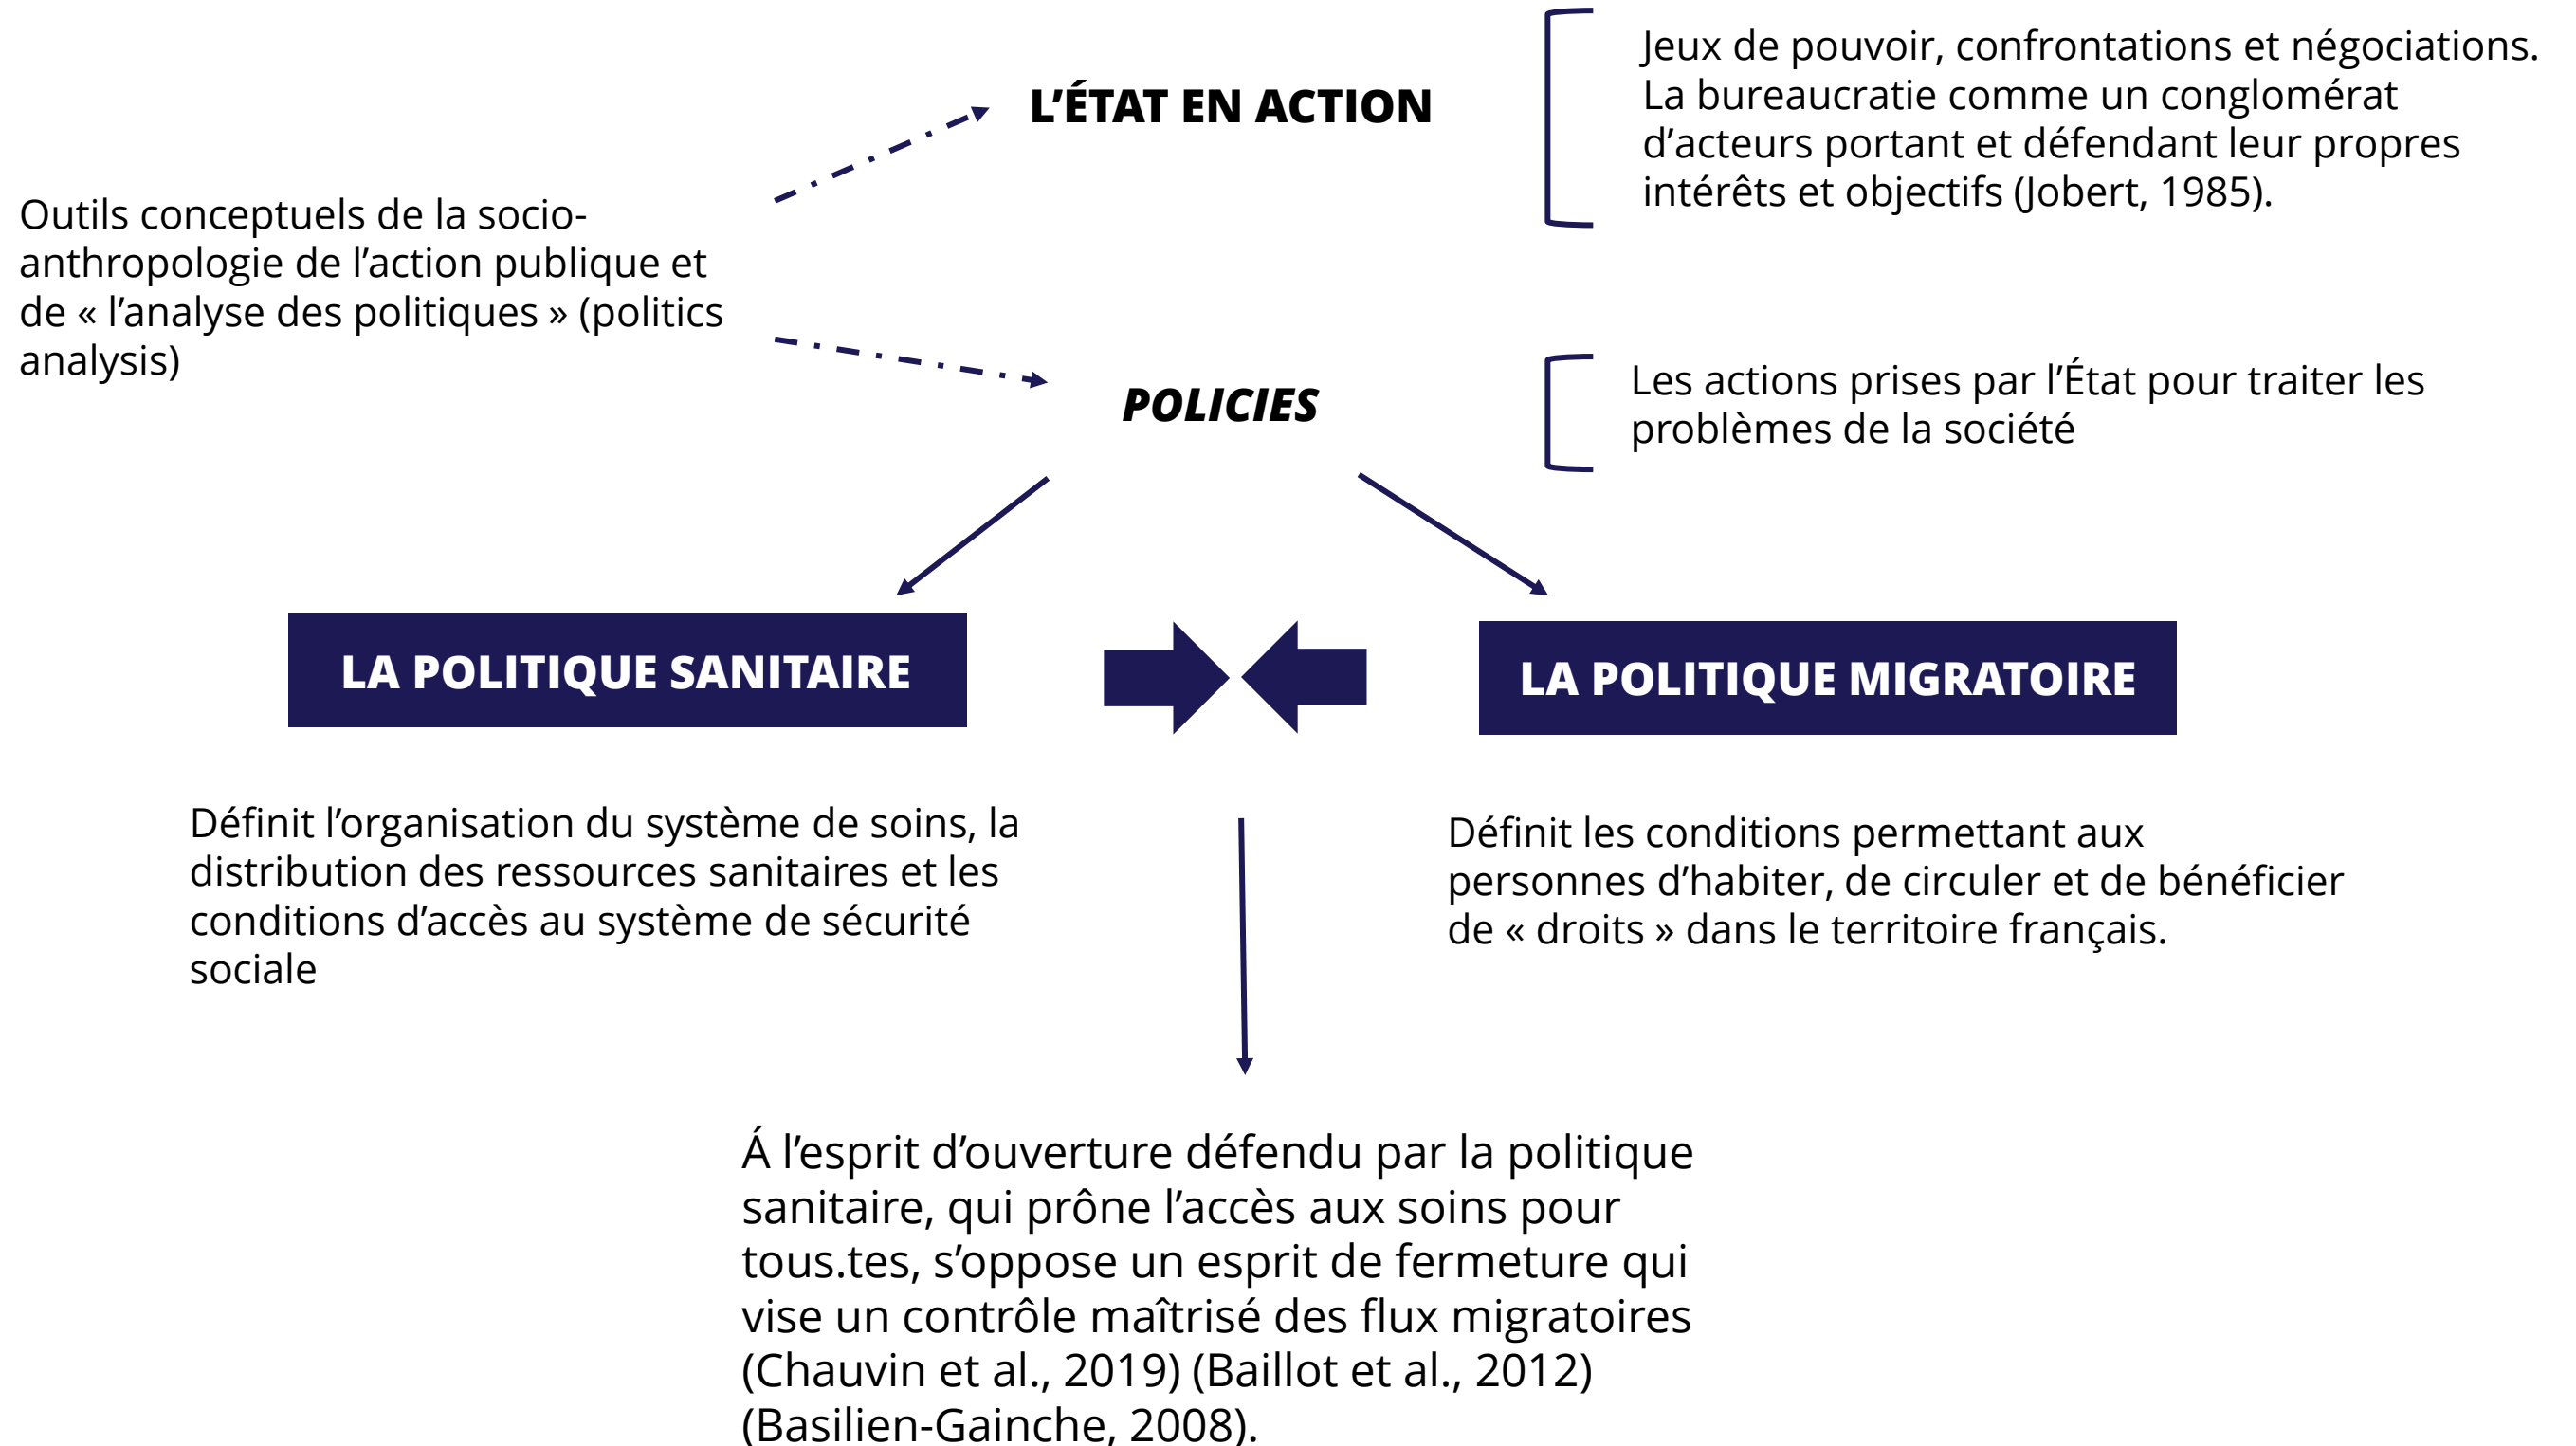 L’ÉTAT EN ACTION
Jeux de pouvoir, confrontations et négociations.
La bureaucratie comme un conglomérat
d’acteurs portant et défendant leur propres
intérêts et objectifs (Jobert, 1985).
Outils conceptuels de la socio-
anthropologie de l’action publique et
de « l’analyse des politiques » (politics
analysis)
POLICIES
Les actions prises par l’État pour traiter les
problèmes de la société
LA POLITIQUE SANITAIRE
LA POLITIQUE MIGRATOIRE
Définit l’organisation du système de soins, la
distribution des ressources sanitaires et les
conditions d’accès au système de sécurité
sociale
Définit les conditions permettant aux
personnes d’habiter, de circuler et de bénéficier
de « droits » dans le territoire français.
Á l’esprit d’ouverture défendu par la politique
sanitaire, qui prône l’accès aux soins pour
tous.tes, s’oppose un esprit de fermeture qui
vise un contrôle maîtrisé des flux migratoires
(Chauvin et al., 2019) (Baillot et al., 2012)
(Basilien-Gainche, 2008).